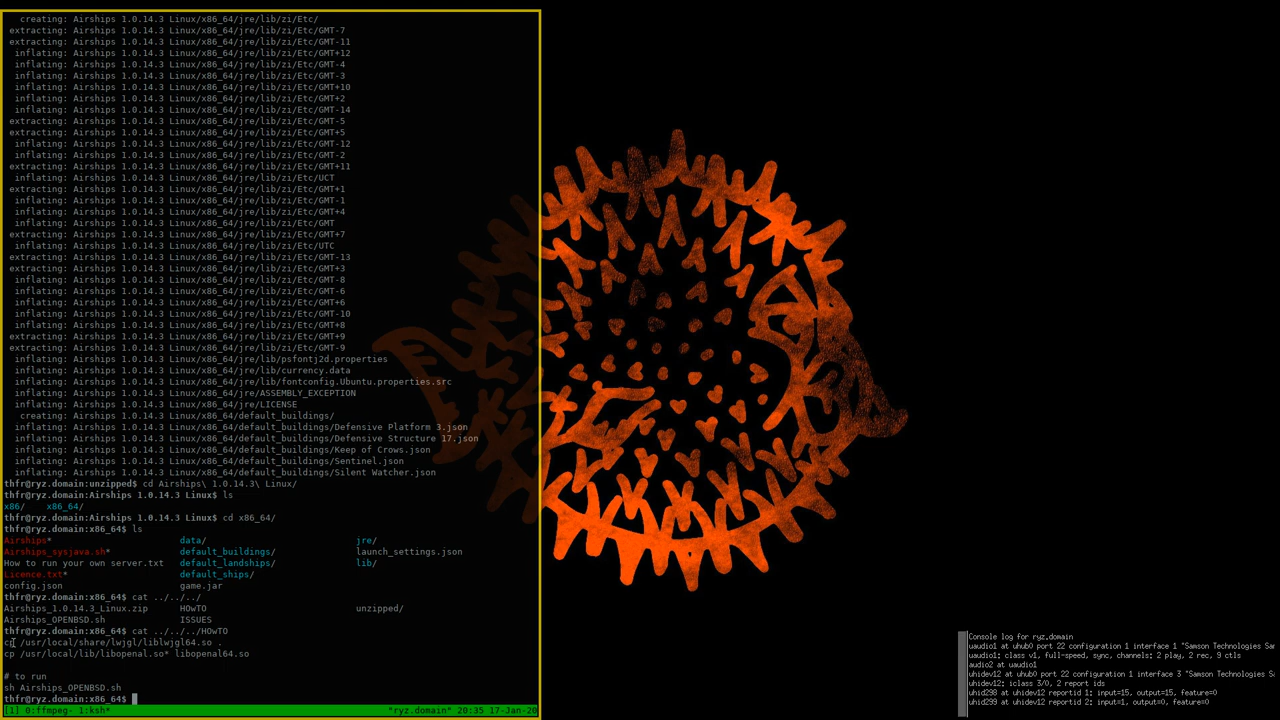 creating: Airships 1.0.14.3 Linux/x86_64/jre/lib/zi/Etc/
extracting: Airships 1.0.14.3 Linux/x86_64/jre/lib/zi/Etc/GMT-7
extracting: Airships 1.0.14.3 Linux/x86_64/jre/lib/zi/Etc/GMT-11
inflating: Airships 1.0.14.3 Linux/x86_64/jre/lib/zi/Etc/GMT+12
inflating: Airships 1.0.14.3 Linux/x86_64/jre/lib/zi/Etc/GMT-4
inflating: Airships 1.0.14.3 Linux/x86_64/jre/lib/zi/Etc/GMT-3
inflating: Airships 1.0.14.3 Linux/x86_64/jre/lib/zi/Etc/GMT+10
inflating: Airships 1.0.14.3 Linux/x86_64/jre/lib/zi/Etc/GMT+2
inflating: Airships 1.0.14.3 Linux/x86_64/jre/lib/zi/Etc/GMT-14
extracting: Airships 1.0.14.3 Linux/x86_64/jre/lib/zi/Etc/GMT-5
extracting: Airships 1.0.14.3 Linux/x86_64/jre/lib/zi/Etc/GMT+5
inflating: Airships 1.0.14.3 Linux/x86_64/jre/lib/zi/Etc/GMT-12
inflating: Airships 1.0.14.3 Linux/x86_64/jre/lib/zi/Etc/GMT-2
extracting: Airships 1.0.14.3 Linux/x86_64/jre/lib/zi/Etc/GMT+11
inflating: Airships 1.0.14.3 Linux/x86_64/jre/lib/zi/Etc/UCT
extracting: Airships 1.0.14.3 Linux/x86_64/jre/lib/zi/Etc/GMT+1
inflating: Airships 1.0.14.3 Linux/x86_64/jre/lib/zi/Etc/GMT-1
inflating: Airships 1.0.14.3 Linux/x86_64/jre/lib/zi/Etc/GMT+4
inflating: Airships 1.0.14.3 Linux/x86_64/jre/lib/zi/Etc/GMT
extracting: Airships 1.0.14.3 Linux/x86_64/jre/lib/zi/Etc/GMT+7
inflating: Airships 1.0.14.3 Linux/x86_64/jre/lib/zi/Etc/UTC
extracting: Airships 1.0.14.3 Linux/x86_64/jre/lib/zi/Etc/GMT-13
extracting: Airships 1.0.14.3 Linux/x86_64/jre/lib/zi/Etc/GMT+3
inflating: Airships 1.0.14.3 Linux/x86_64/jre/lib/zi/Etc/GMT-8
inflating: Airships 1.0.14.3 Linux/x86_64/jre/lib/zi/Etc/GMT-6
inflating: Airships 1.0.14.3 Linux/x86_64/jre/lib/zi/Etc/GMT+6
inflating: Airships 1.0.14.3 Linux/x86_64/jre/lib/zi/Etc/GMT-10
inflating: Airships 1.0.14.3 Linux/x86_64/jre/lib/zi/Etc/GMT+8
extracting: Airships 1.0.14.3 Linux/x86_64/jre/lib/zi/Etc/GMT+9
extracting: Airships 1.0.14.3 Linux/x86_64/jre/lib/zi/Etc/GMT-9
inflating: Airships 1.0.14.3 Linux/x86_64/jre/lib/psfontj2d.properties
inflating: Airships 1.0.14.3 Linux/x86_64/jre/lib/currency.data
inflating: Airships 1.0.14.3 Linux/x86_64/jre/lib/fontconfig.Ubuntu.properties.src
inflating: Airships 1.0.14.3 Linux/x86_64/jre/ASSEMBLY_EXCEPTION
inflating: Airships 1.0.14.3 Linux/x86_64/jre/LICENSE
creating: Airships 1.0.14.3 Linux/x86_64/default_buildings/
inflating: Airships 1.0.14.3 Linux/x86_64/default_buildings/Defensive Platform 3.json
inflating: Airships 1.0.14.3 Linux/x86_64/default_buildings/Defensive Structure 17.json
inflating: Airships 1.0.14.3 Linux/x86_64/default_buildings/Keep of Crows.json
inflating: Airships 1.0.14.3 Linux/x86_64/default_buildings/Sentinel.json
inflating: Airships 1.0.14.3 Linux/x86_64/default_buildings/Silent Watcher.json
thfr@ryz.domain:unzipped$ cd Airships\ 1.0.14.3\ Linux/
thfr@ryz.domain:Airships 1.0.14.3 Linux$ ls
x86/ x86_64/
thfr@ryz.domain:Airships 1.0.14.3 Linux$ cd x86_64/
thfr@ryz.domain:x86_64$ ls
Airships* data/ jre/
Airships_sysjava.sh* default_buildings/ launch_settings.json
How to run your own server.txt default_landships/ lib/
Licence.txt* default_ships/
config.json game.jar
thfr@ryz.domain:x86_64$ cat ../../../
Airships_1.0.14.3_Linux.zip HOwTO unzipped/
Airships_OPENBSD.sh ISSUES
thfr@ryz.domain:x86_64$ cat ../../../HOwTO
cp /usr/local/share/lwjgl/liblwjgl64.so .
cp /usr/local/lib/libopenal.so* libopenal64.so
# to run
sh Airships_OPENBSD.sh
thfr@ryz.domain:x86_64$
[1] 0:ffmpeg- 1:ksh* "ryz.domain" 20:35 17-Jan-20
Console log for ryz.domain
uaudio1 at uhub0 port 22 configuration 1 interface 1 "Samson Technologies Sam
uaudio1: class v1, full-speed, sync, channels: 2 play, 2 rec, 9 ctls
audio2 at uaudio1
uhidev12 at uhub0 port 22 configuration 1 interface 3 "Samson Technologies Sa
uhidev12: iclass 3/0, 2 report ids
uhid298 at uhidev12 reportid 1: input=15, output=15, feature=0
uhid299 at uhidev12 reportid 2: input=1, output=0, feature=0